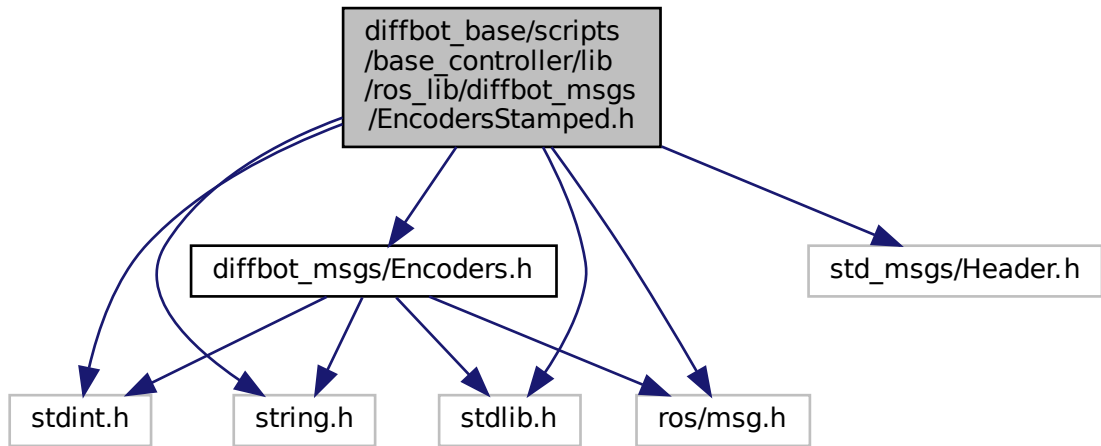 diffbot_base/scripts
/base_controller/lib
/ros_lib/diffbot_msgs
/EncodersStamped.h
diffbot_msgs/Encoders.h
std_msgs/Header.h
stdint.h
string.h
stdlib.h
ros/msg.h